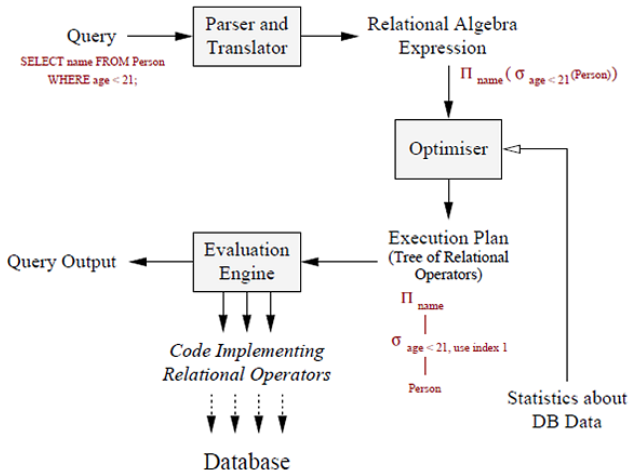 Query
SELECT name FROM Person
WHERE age < 21;
Parser and
Translator
Relational Algebra
Expression
Π name ( σ age < 21 (Person))
Optimiser
Execution Plan
(Tree of Relational
Operators)
Π name
σ age < 21, use index 1
Person
Evaluation
Engine
Query Output
Code Implementing
Relational Operators
Database
Statistics about
DB Data